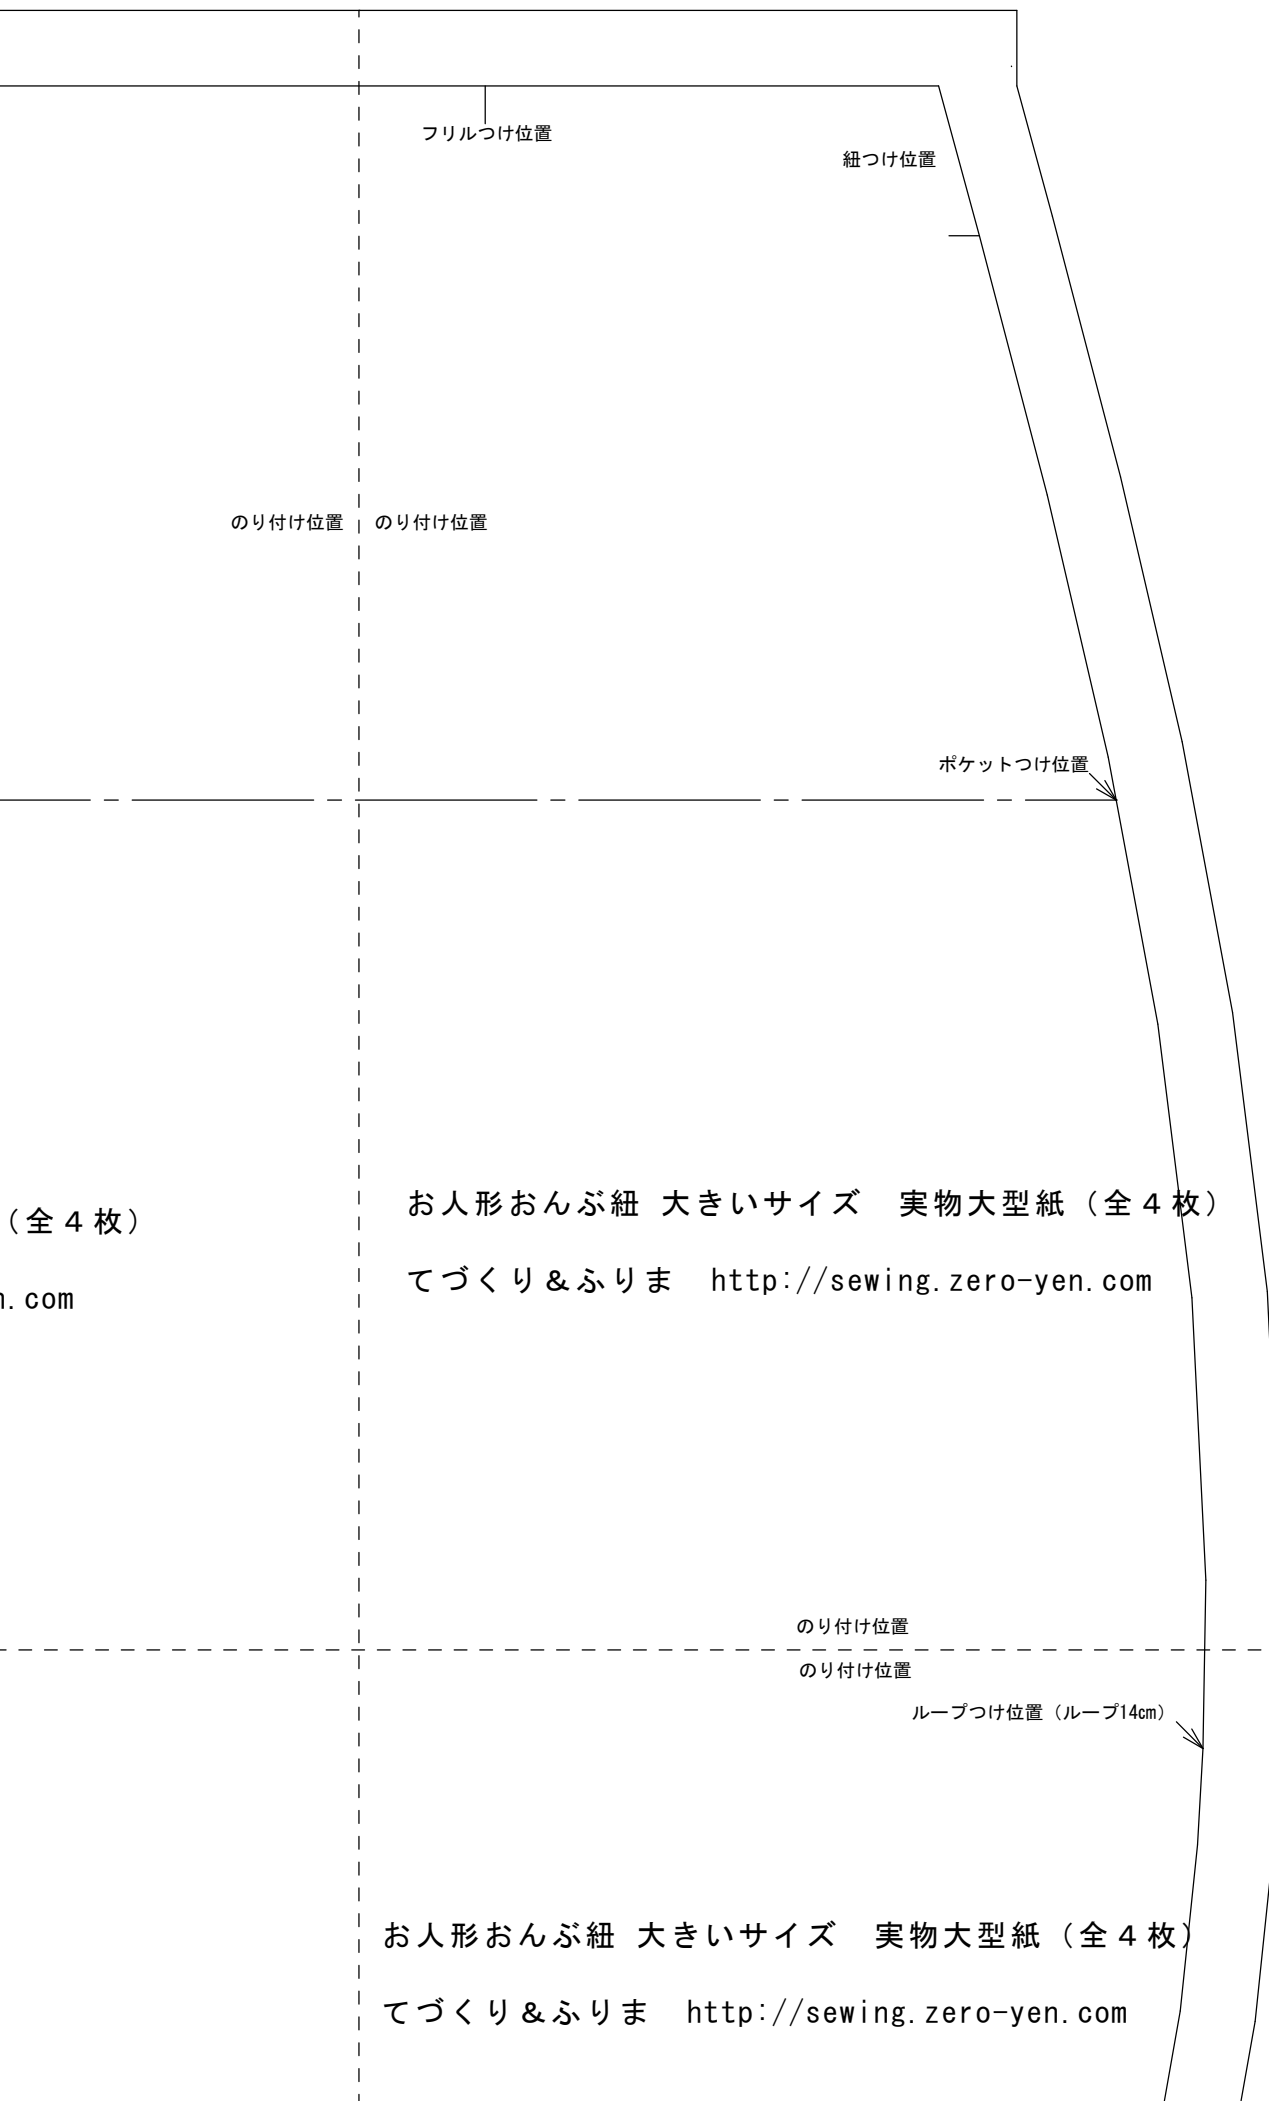 フリルつけ位置
紐つけ位置
のり付け位置
のり付け位置
ポケットつけ位置
（全４枚）
お人形おんぶ紐 大きいサイズ　実物大型紙（全４枚）
てづくり＆ふりま　http://sewing.zero-yen.com
n.com
のり付け位置
のり付け位置
ループつけ位置（ループ14㎝）
お人形おんぶ紐 大きいサイズ　実物大型紙（全４枚）
てづくり＆ふりま　http://sewing.zero-yen.com